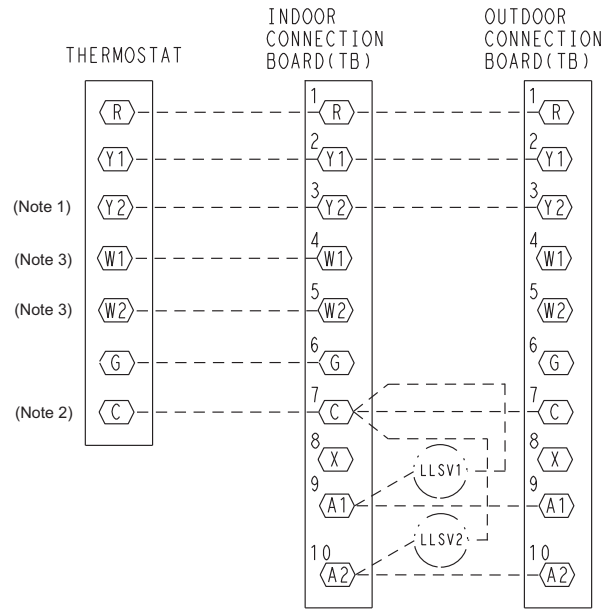 INDOOR
CONNECTION
BOARD(TB)
OUTDOOR
CONNECTION
BOARD(TB)
THERMOSTAT
R
1
R
1
R
Y1
2
Y1
2
Y1
(Note 1)
Y2
3
Y2
3
Y2
(Note 3)
W1
4
W1
4
W1
(Note 3)
W2
5
W2
5
W2
G
6
G
6
G
(Note 2)
C
7
C
7
C
8
X
LLSV1
8
X
9
A1
9
A1
LLSV2
10
A2
10
A2